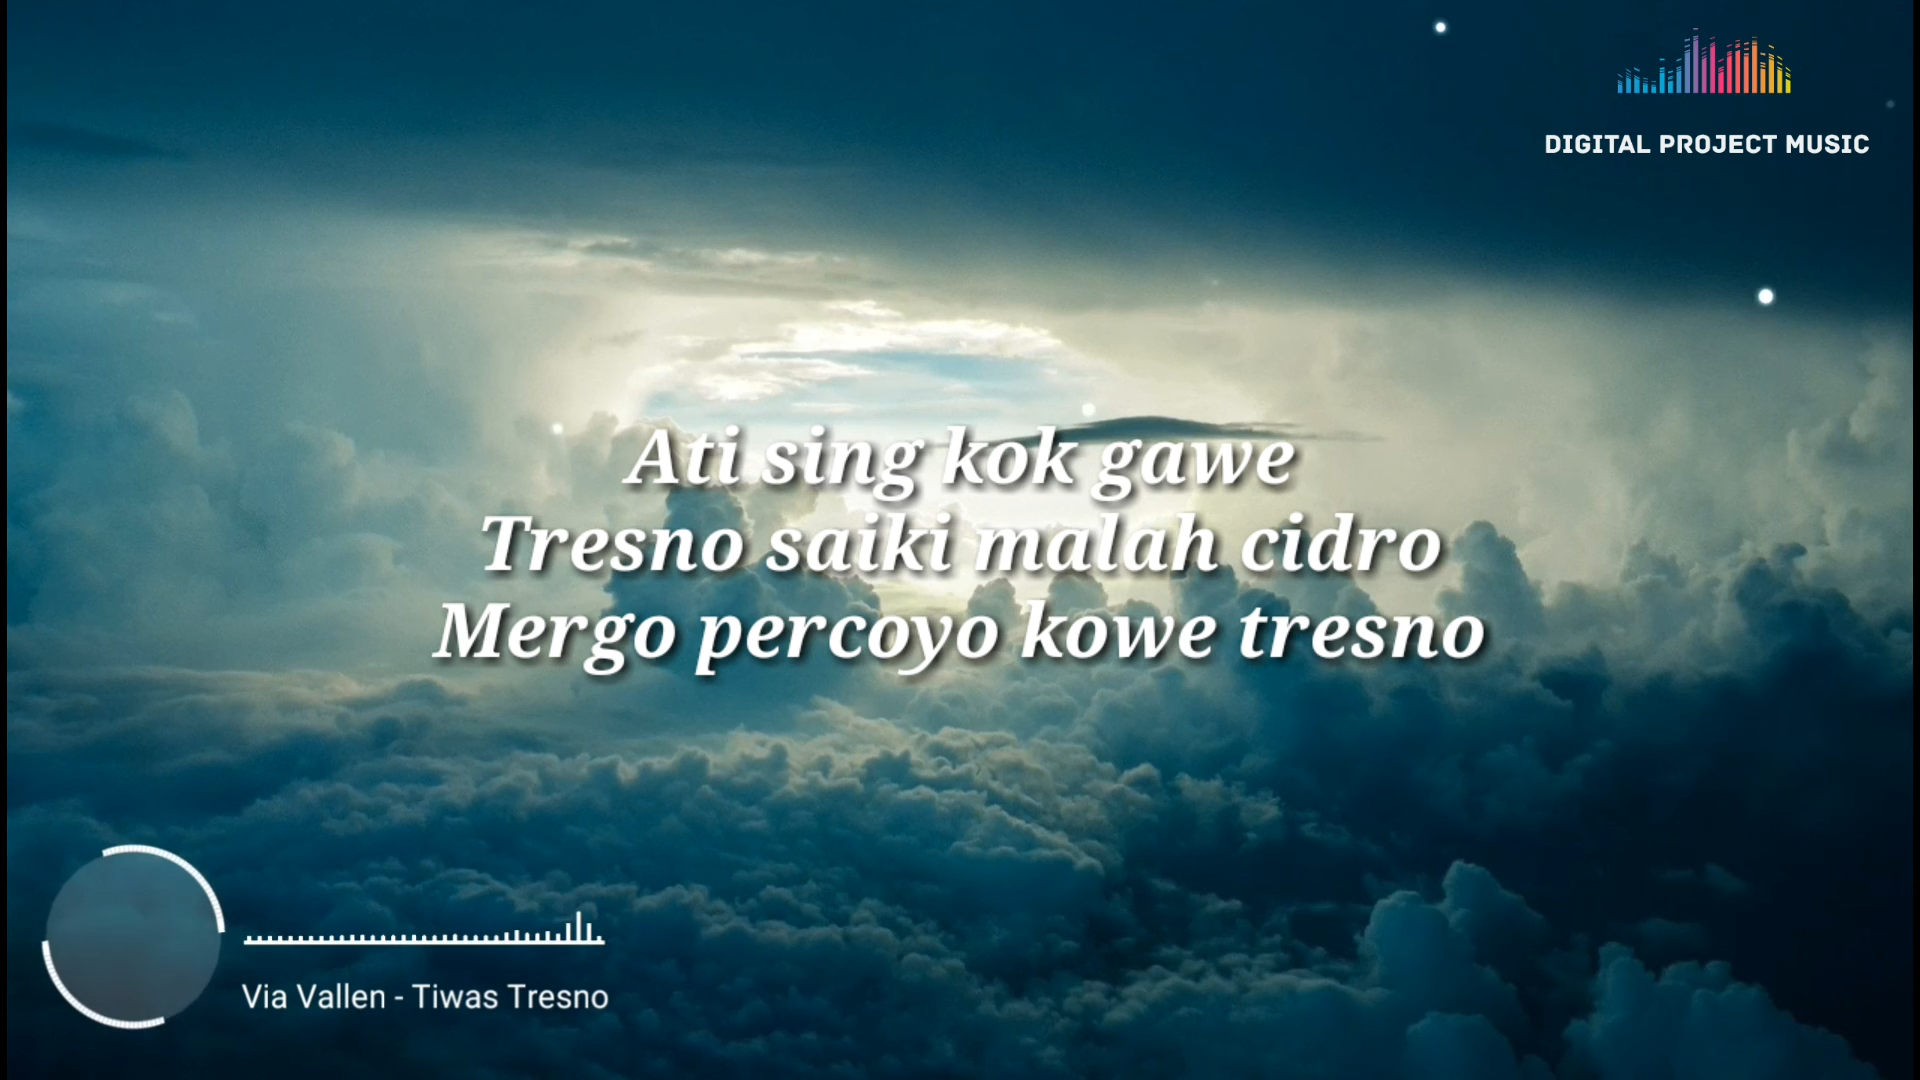 DIGITAL PROJECT MUSIC
Ati sing kok gawe
Tresno saiki malah cidro
Mergo percoyo kowe tresno
Via Vallen - Tiwas Tresno